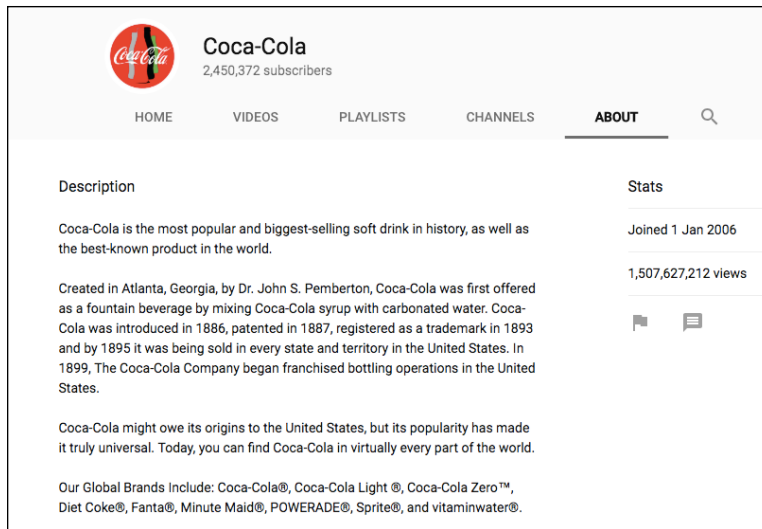 Coca-Cola
Coca-Cola
2,450,372 subscribers
HOME VIDEOS PLAYLISTS CHANNELS ABOUT
Description
Coca-Cola is the most popular and biggest-selling soft drink in history, as well as
the best-known product in the world.
Created in Atlanta, Georgia, by Dr. John S. Pemberton, Coca-Cola was first offered
as a fountain beverage by mixing Coca-Cola syrup with carbonated water. Coca-
Cola was introduced in 1886, patented in 1887, registered as a trademark in 1893
and by 1895 it was being sold in every state and territory in the United States. In
1899, The Coca-Cola Company began franchised bottling operations in the United
States.
Coca-Cola might owe its origins to the United States, but its popularity has made
it truly universal. Today, you can find Coca-Cola in virtually every part of the world.
Our Global Brands Include: Coca-Cola®, Coca-Cola Light ®, Coca-Cola Zero™,
Diet Coke®, Fanta®, Minute Maid®, POWERADE®, Sprite®, and vitaminwater®.
Stats
Joined 1 Jan 2006
1,507,627,212 views